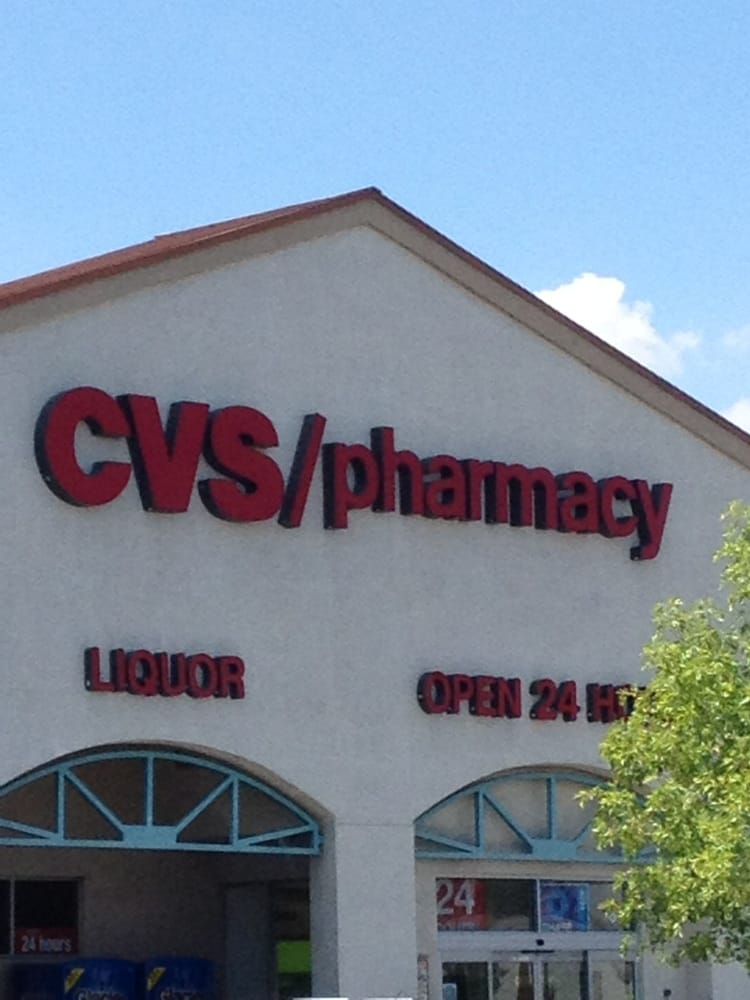 CVS/pharmacy
LIQUOR
OPEN 24
24
24 hours